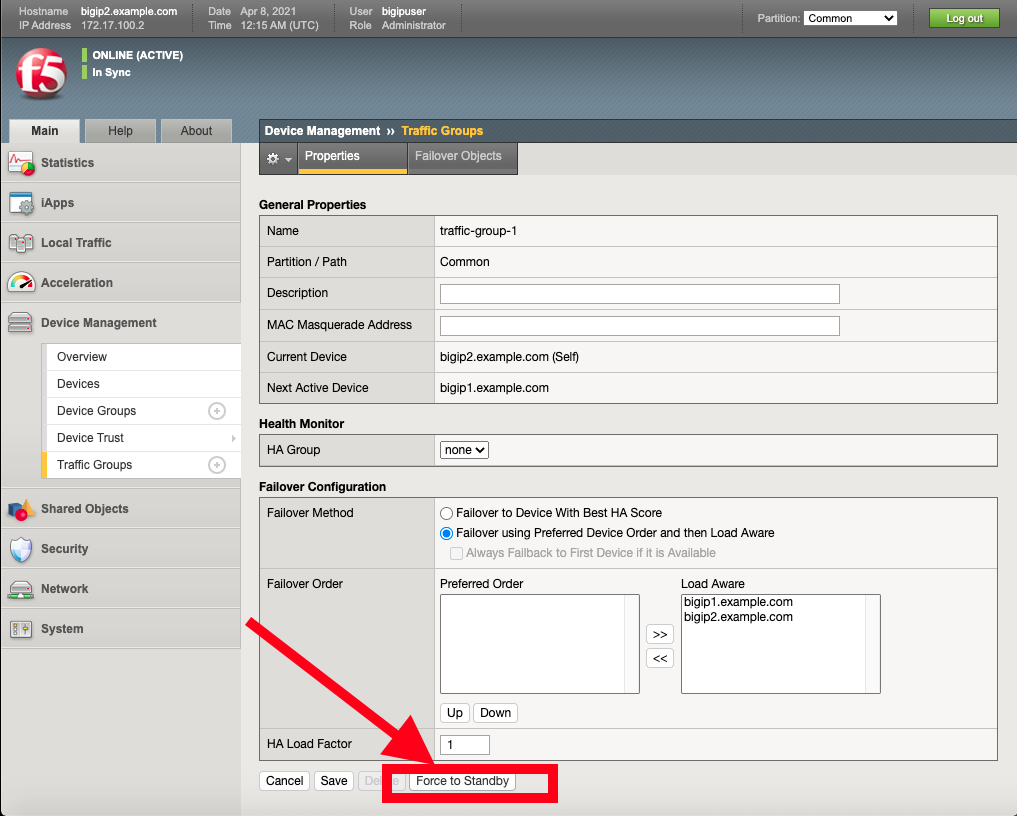 Hostname bigip2.example.com Date Apr 8, 2021 User bigipuser
IP Address 172.17.100.2 Time 12:15 AM (UTC) Role Administrator
Partition: Common Log out
f5
ONLINE (ACTIVE)
In Sync
Main Help About
Statistics
iApps
Local Traffic
Acceleration
Device Management
Overview
Devices
Device Groups
Device Trust
Traffic Groups
Shared Objects
Security
Network
System
Device Management ›› Traffic Groups
Properties Failover Objects
General Properties
Name traffic-group-1
Partition / Path Common
Description
MAC Masquerade Address
Current Device bigip2.example.com (Self)
Next Active Device bigip1.example.com
Health Monitor
HA Group none
Failover Configuration
Failover Method Failover to Device With Best HA Score
Failover using Preferred Device Order and then Load Aware
Always Failback to First Device if it is Available
Failover Order Preferred Order Load Aware
bigip1.example.com
bigip2.example.com
>>
<<
Up Down
HA Load Factor 1
Cancel Save Force to Standby